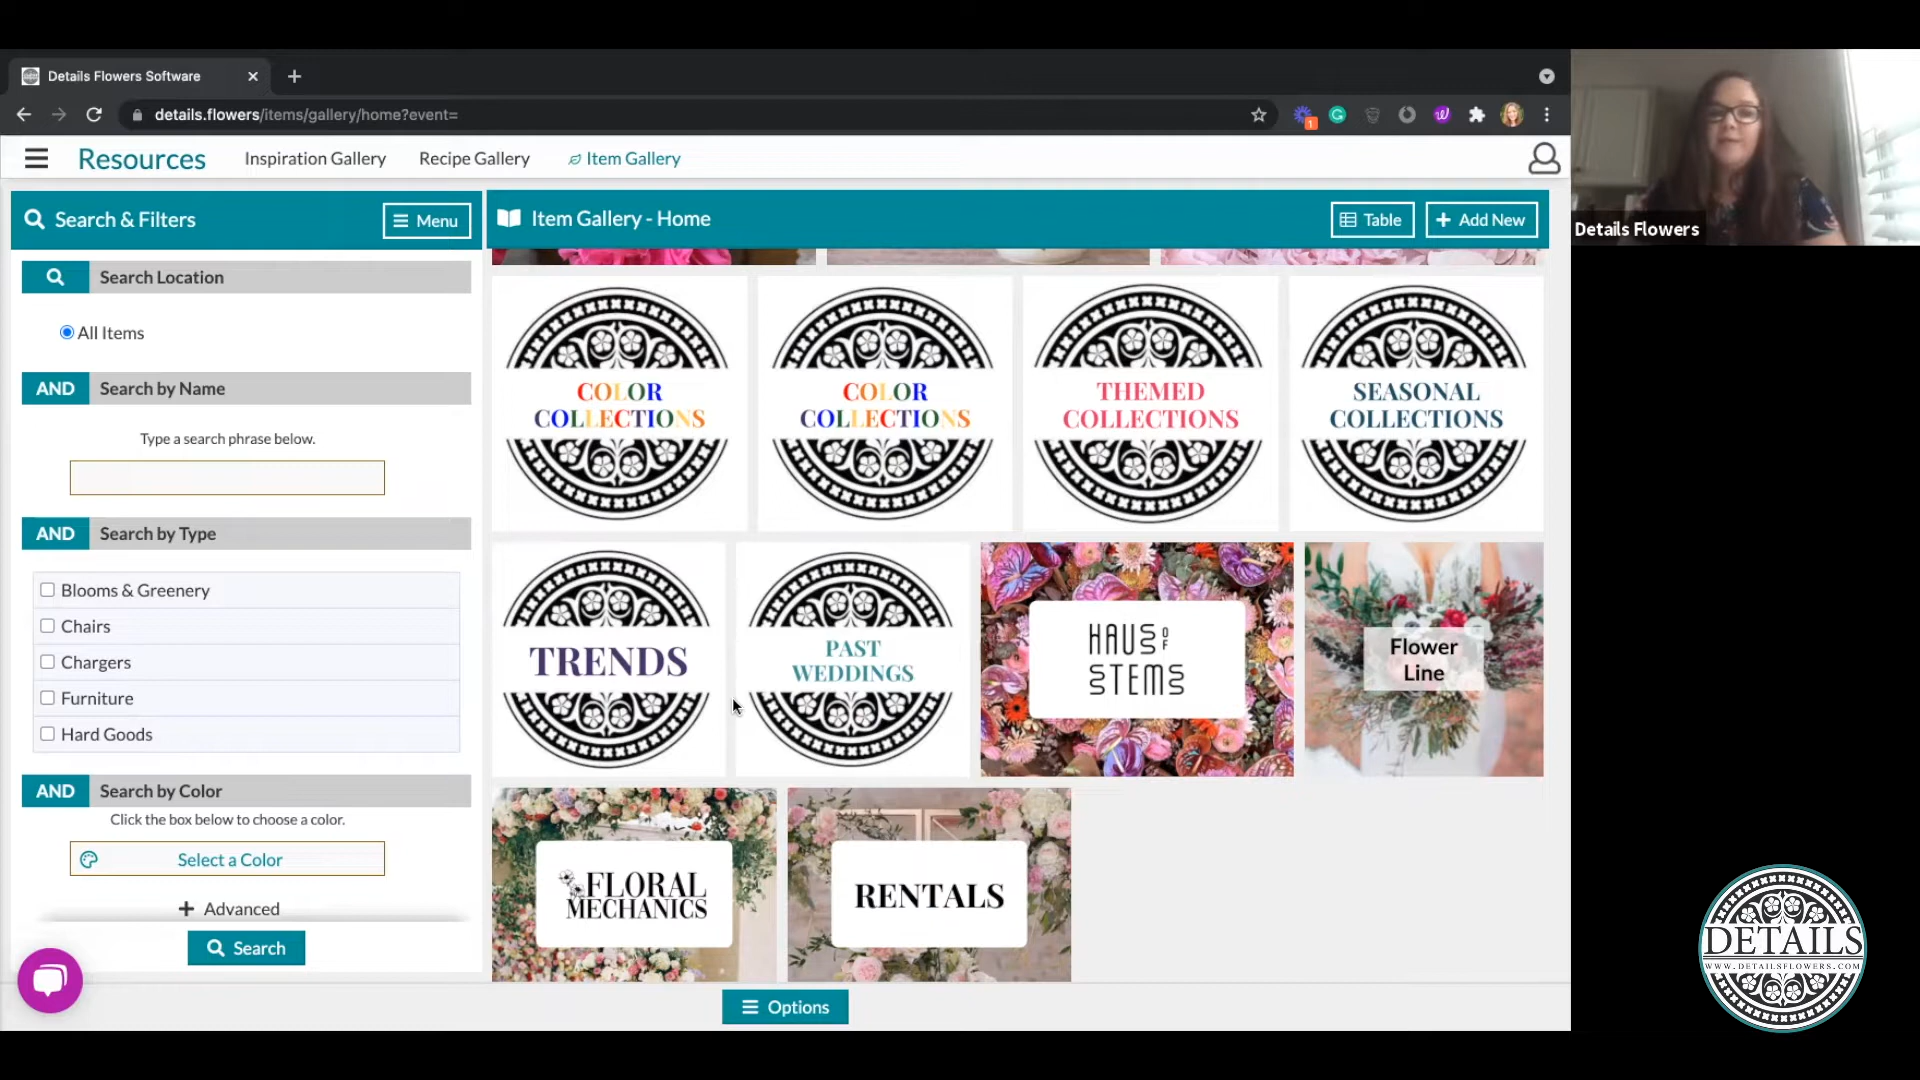 Details Flowers Software
details.flowers/items/gallery/home?event=
1
Resources
Inspiration Gallery
Recipe Gallery
Item Gallery
Search & Filters
Menu
Item Gallery - Home
Table
Add New
Details Flowers
Search Location
All Items
AND
Search by Name
Type a search phrase below.
AND
Search by Type
Blooms & Greenery
Chairs
Chargers
Furniture
Hard Goods
AND
Search by Color
Click the box below to choose a color.
Select a Color
Advanced
Search
COLOR
COLLECTIONS
COLOR
COLLECTIONS
THEMED
COLLECTIONS
SEASONAL
COLLECTIONS
TRENDS
PAST
WEDDINGS
HAUS OF
STEMS
Flower
Line
FLORAL
MECHANICS
RENTALS
Options
DETAILS
WWW.DETAILSFLOWERS.COM